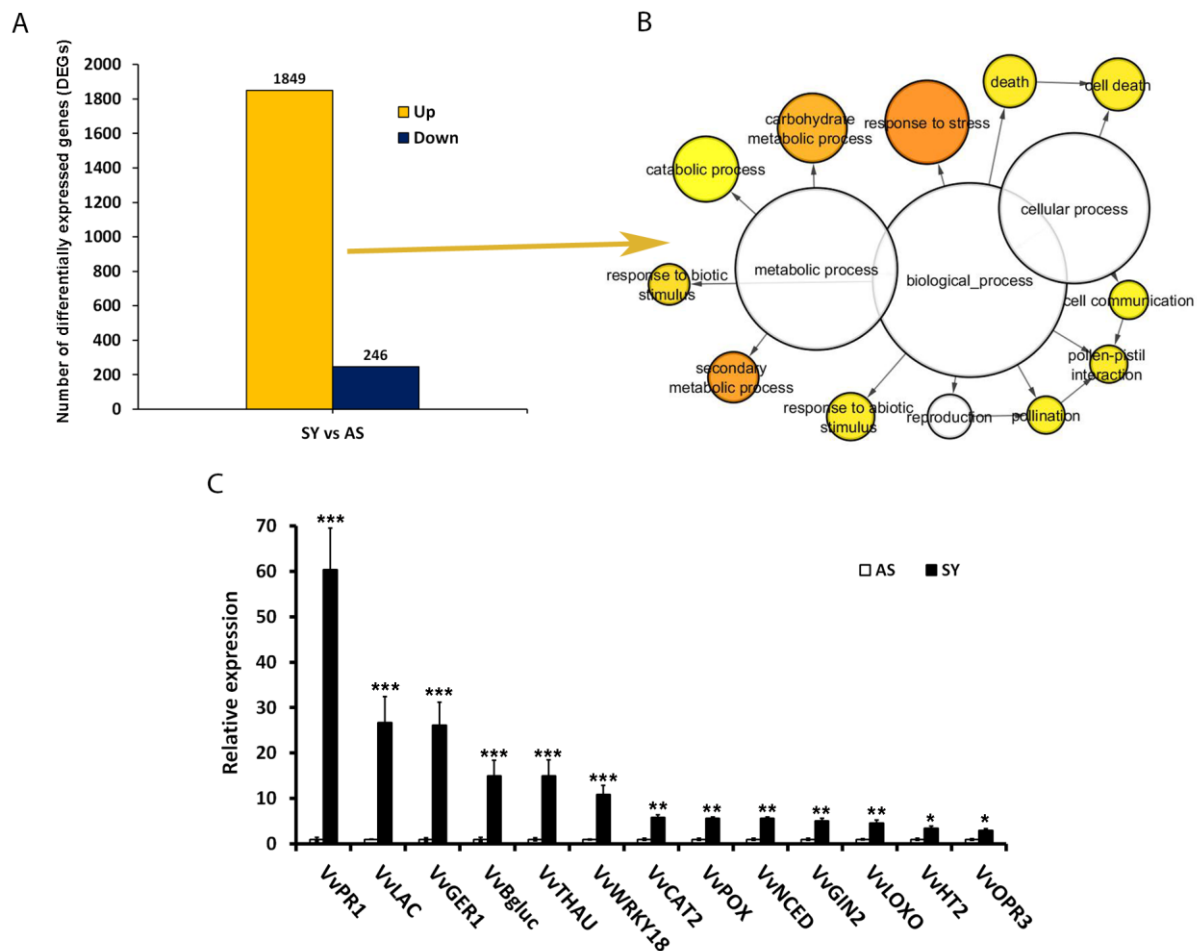 A
Number of differentially expressed genes (DEGs)
2000
1800
1600
1400
1200
1000
800
600
400
200
0
1849
246
Up
Down
SY vs AS
B
death
cell death
carbohydrate
metabolic process
response to stress
catabolic process
cellular process
metabolic process
biological_process
response to biotic
stimulus
cell communication
pollen-pistil
interaction
secondary
metabolic process
response to abiotic
stimulus
reproduction
pollination
C
Relative expression
70
60
50
40
30
20
10
0
***
***
***
***
***
***
**
**
**
**
**
*
*
AS
SY
VvPR1
VvLAC
VvGER1
VvBgluc
VvTHAU
VvWRKY18
VvCAT2
VvPOX
VvNCED
VvGIN2
VvLOXO
VvHT2
VvOPR3